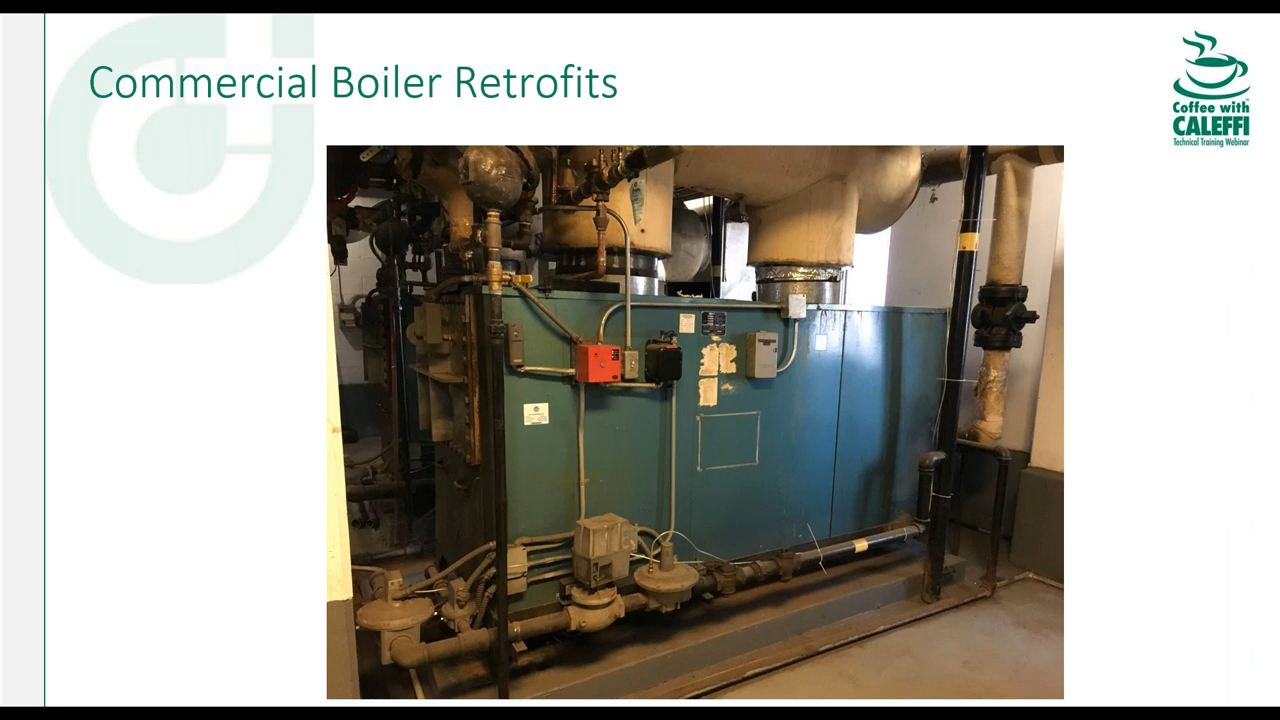 Commercial Boiler Retrofits
Coffee with
CALEFFI
Technical Training Webinar